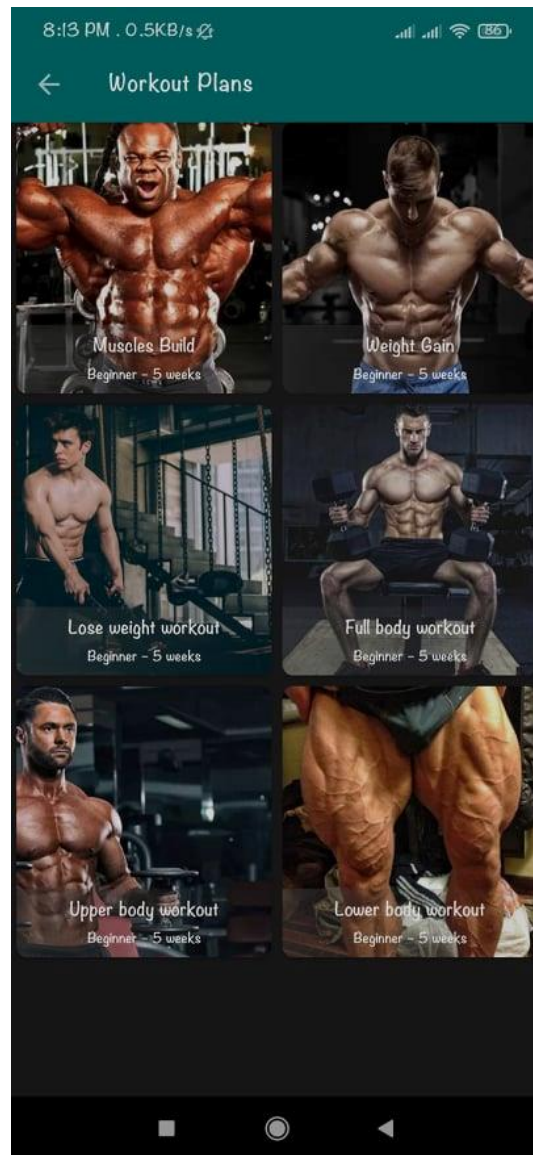 8:13 PM . 0.5KB/s
86
Workout Plans
Muscles Build
Beginner - 5 weeks
Weight Gain
Beginner - 5 weeks
Lose weight workout
Beginner - 5 weeks
Full body workout
Beginner - 5 weeks
Upper body workout
Beginner - 5 weeks
Lower body workout
Beginner - 5 weeks